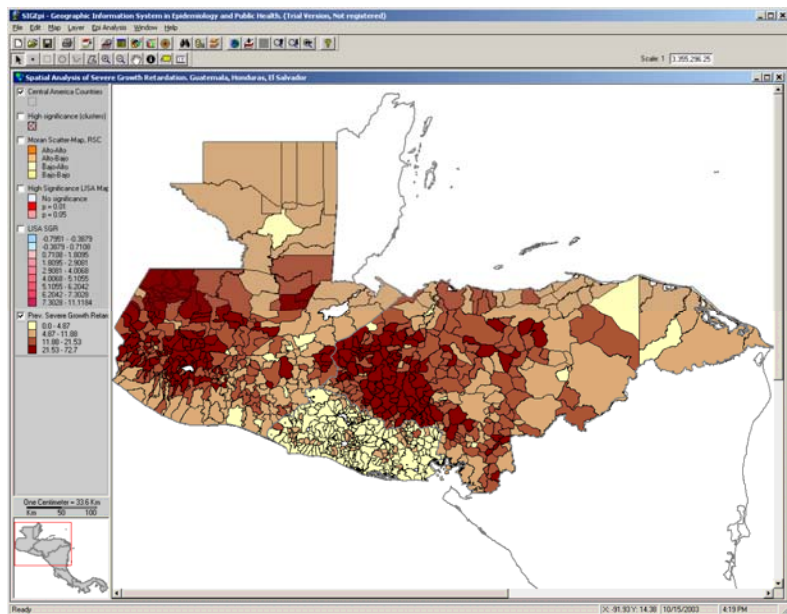 SIGEpi - Geographic Information System in Epidemiology and Public Health. (Trial Version, Not registered)
File Edit Map Layer Epi Analysis Window Help
Scale: 1 3.355,296.25
Spatial Analysis of Severe Growth Retardation. Guatemala, Honduras, El Salvador
Central America Countries
High significance (clusters)
Moran Scatter-Map, RSC
Alto-Alto
Alto-Bajo
Bajo-Alto
Bajo-Bajo
High Significance LISA Map
No significance
p = 0.01
p = 0.05
LISA SGR
-0.7951 - -0.3879
-0.3879 - 0.7108
0.7108 - 1.8095
1.8095 - 2.9081
2.9081 - 4.0068
4.0068 - 5.1055
5.1055 - 6.2042
6.2042 - 7.3028
7.3028 - 11.1184
Prev. Severe Growth Retar
0.0 - 4.87
4.87 - 11.88
11.88 - 21.53
21.53 - 72.7
One Centimeter = 33.6 Km
Km 50 100
Ready
X: -91.93 Y: 14.38
10/15/2003
4:19 PM